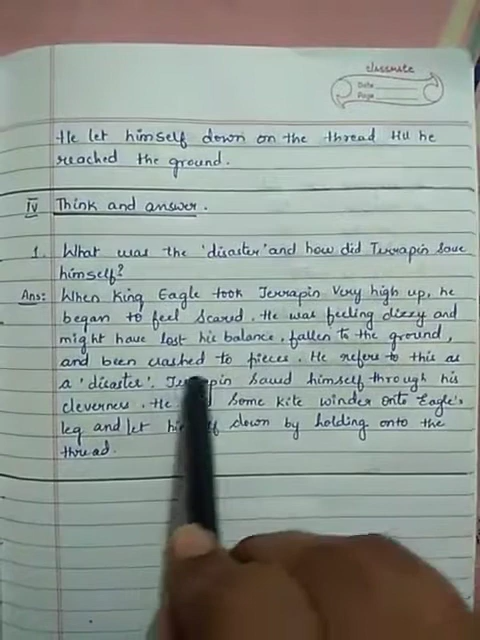 classmate
Date
Page
He let himself down on the thread till he
reached the ground.
IV Think and answer.
1. What was the 'disaster' and how did Terrapin save
himself?
Ans: When King Eagle took Terrapin very high up, he
began to feel scared. He was feeling dizzy and
might have lost his balance, fallen to the ground,
and been crashed to pieces. He refers to this as
a 'disaster'. Terrapin saved himself through his
cleverness. He some kite winder onto Eagle's
leg and let himself down by holding onto the
thread.